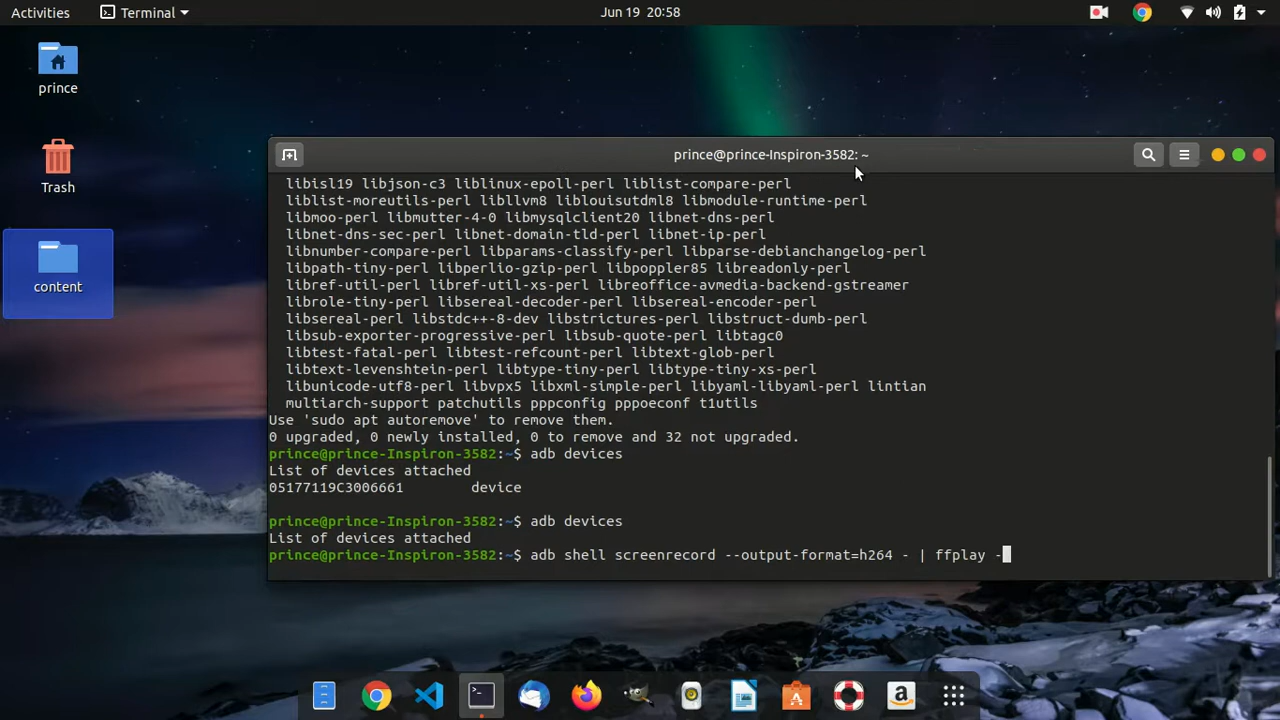 Activities
Terminal
Jun 19 20:58
prince
Trash
content
prince@prince-Inspiron-3582: ~
libisl19 libjson-c3 liblinux-epoll-perl liblist-compare-perl
liblist-moreutils-perl libllvm8 liblouisutdml8 libmodule-runtime-perl
libmoo-perl libmutter-4-0 libmysqlclient20 libnet-dns-perl
libnet-dns-sec-perl libnet-domain-tld-perl libnet-ip-perl
libnumber-compare-perl libparams-classify-perl libparse-debianchangelog-perl
libpath-tiny-perl libperlio-gzip-perl libpoppler85 libreadonly-perl
libref-util-perl libref-util-xs-perl libreoffice-avmedia-backend-gstreamer
librole-tiny-perl libsereal-decoder-perl libsereal-encoder-perl
libsereal-perl libstdc++-8-dev libstrictures-perl libstruct-dumb-perl
libsub-exporter-progressive-perl libsub-quote-perl libtagc0
libtest-fatal-perl libtest-refcount-perl libtext-glob-perl
libtext-levenshtein-perl libtype-tiny-perl libtype-tiny-xs-perl
libunicode-utf8-perl libvpx5 libxml-simple-perl libyaml-libyaml-perl lintian
multiarch-support patchutils pppconfig pppoeconf t1utils
Use 'sudo apt autoremove' to remove them.
0 upgraded, 0 newly installed, 0 to remove and 32 not upgraded.
prince@prince-Inspiron-3582:~$ adb devices
List of devices attached
05177119C3006661 device
prince@prince-Inspiron-3582:~$ adb devices
List of devices attached
prince@prince-Inspiron-3582:~$ adb shell screenrecord --output-format=h264 - | ffplay -